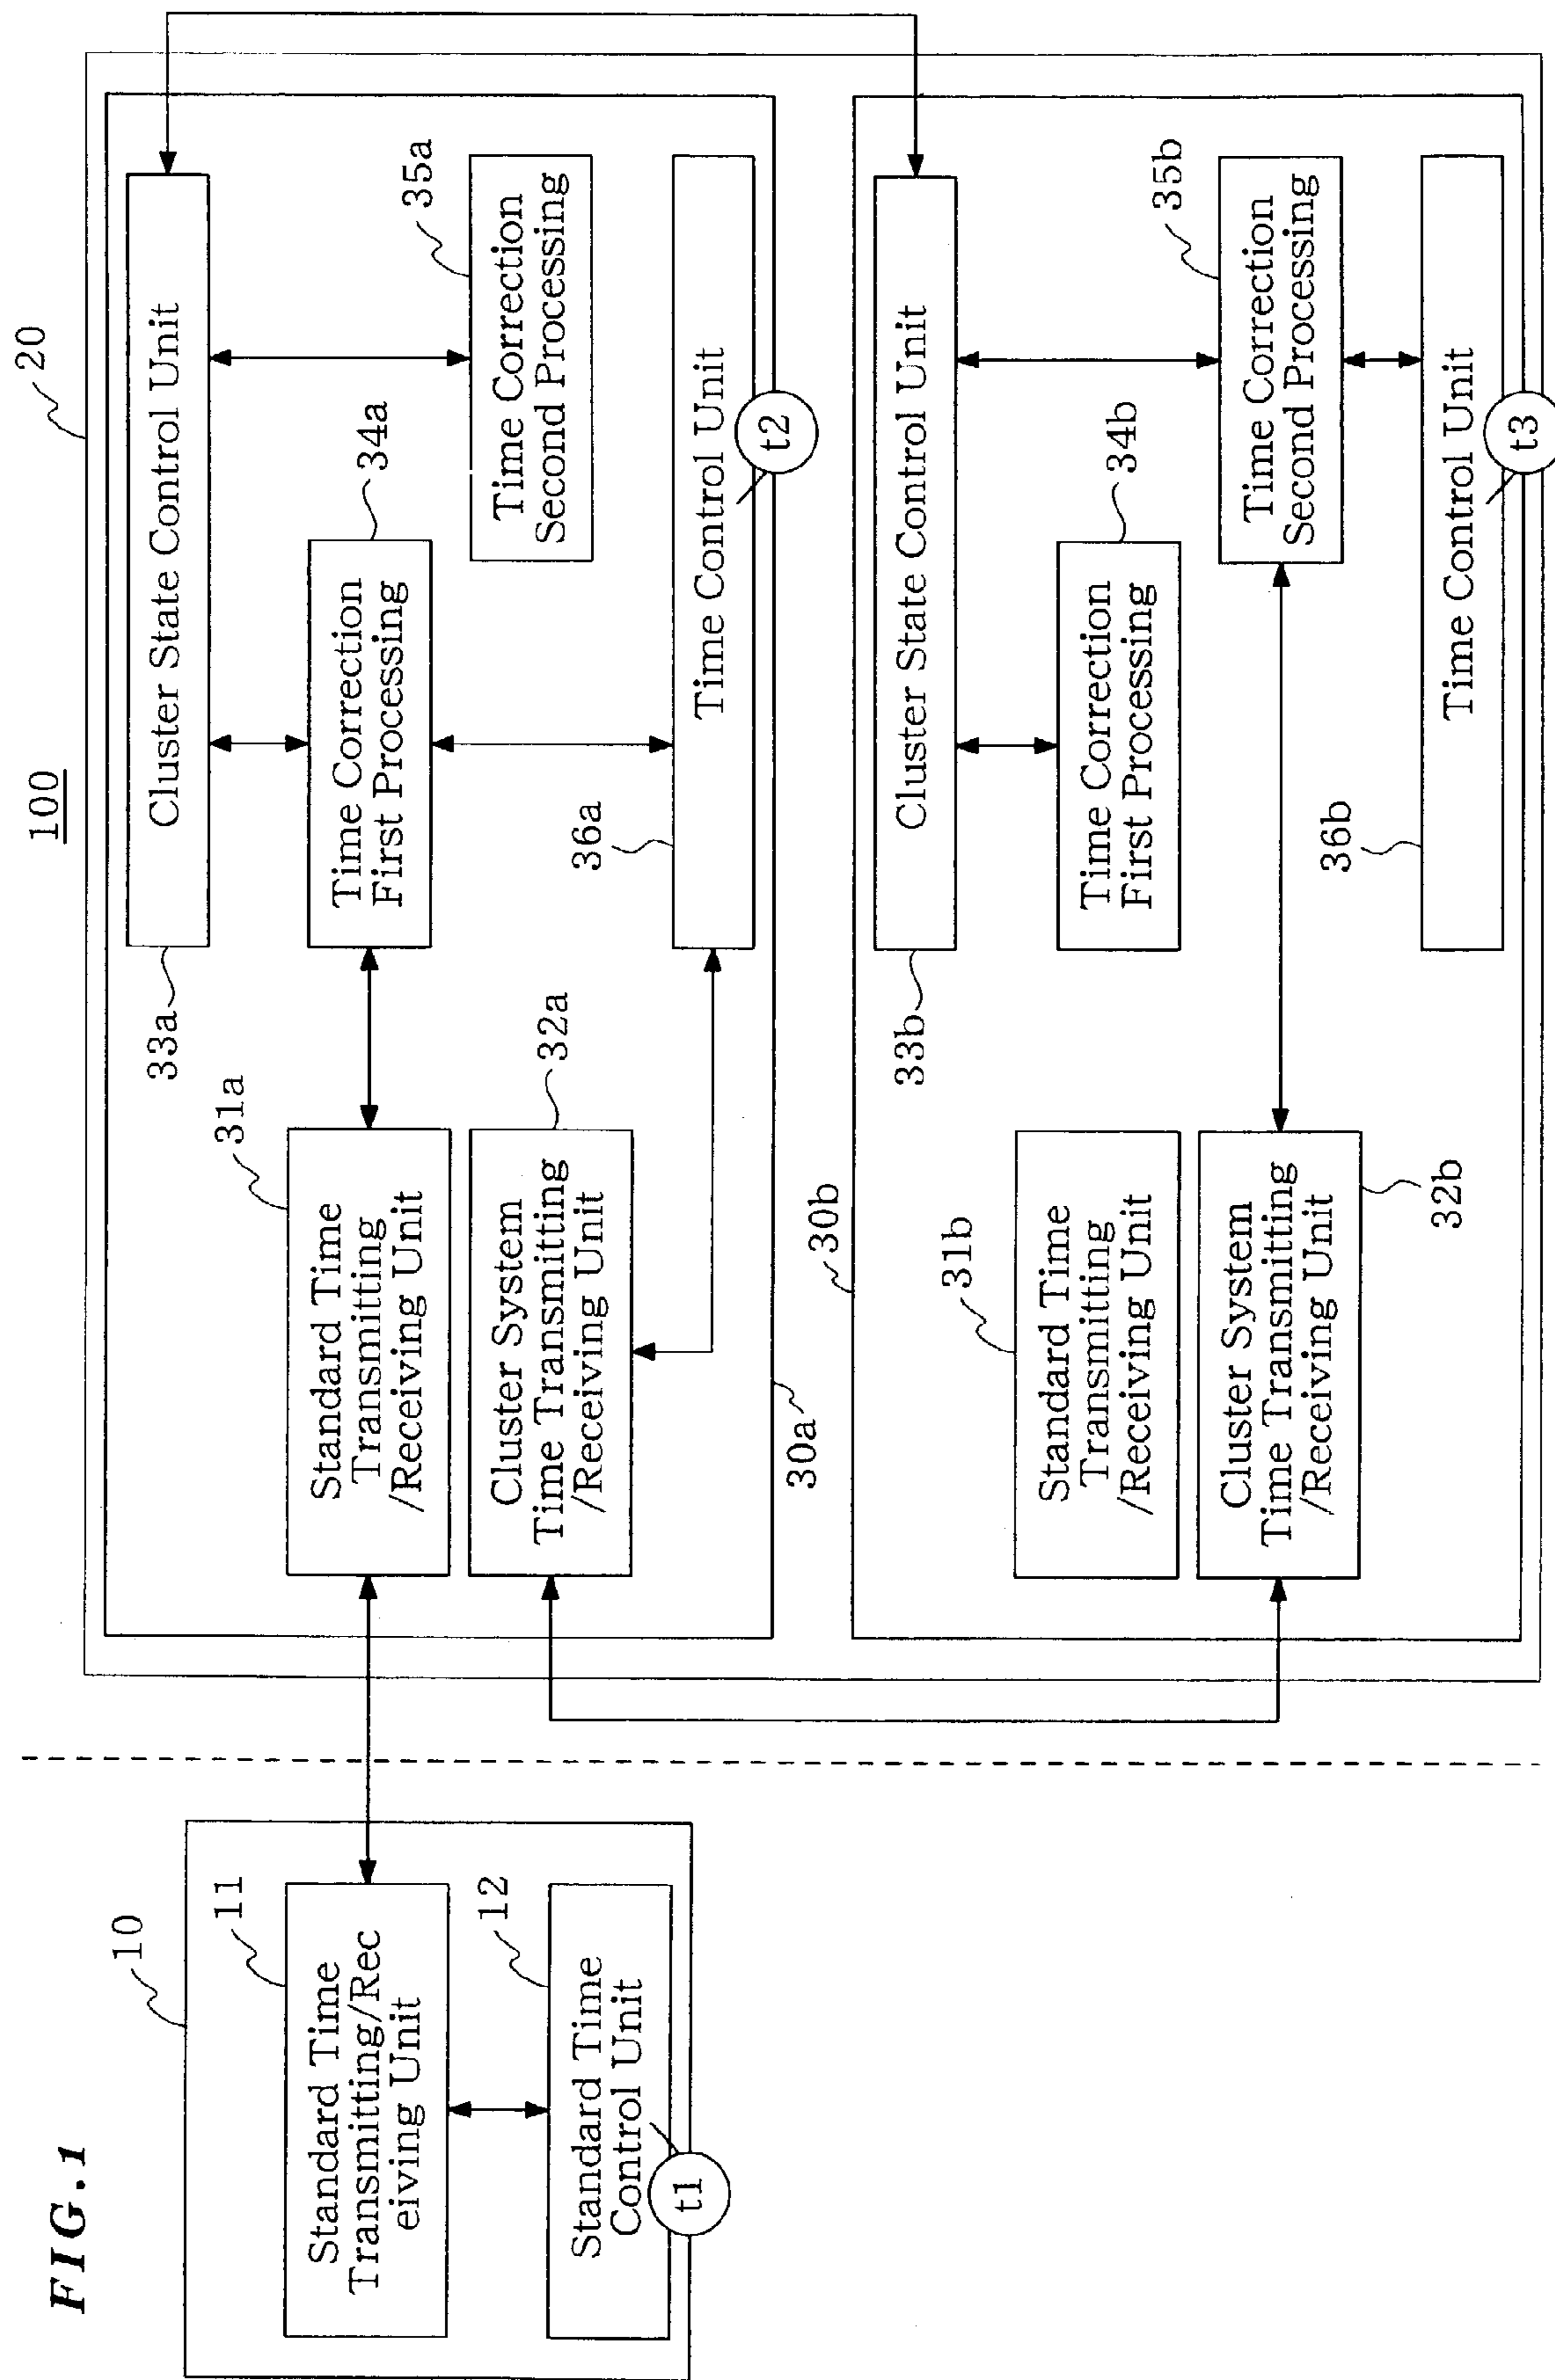 FIG.1
100
10
11
Standard Time
Transmitting/Rec
eiving Unit
12
Standard Time
Control Unit
t1
20
33a
Cluster State Control Unit
31a
Standard Time
Transmitting
/Receiving Unit
34a
Time Correction
First Processing
35a
Time Correction
Second Processing
32a
Cluster System
Time Transmitting
/Receiving Unit
36a
Time Control Unit
t2
30a
30b
33b
Cluster State Control Unit
31b
Standard Time
Transmitting
/Receiving Unit
34b
Time Correction
First Processing
35b
Time Correction
Second Processing
Cluster System
Time Transmitting
/Receiving Unit
32b
36b
Time Control Unit
t3